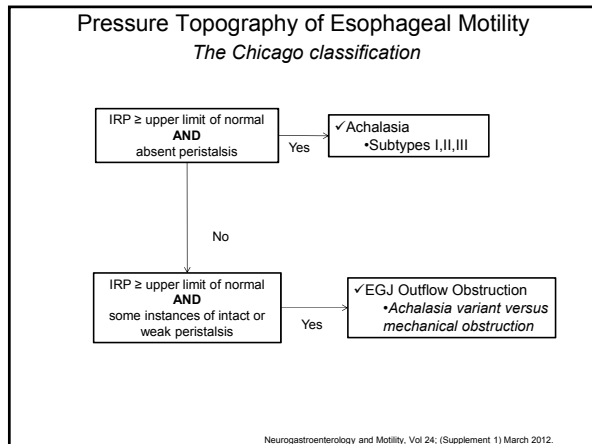 Pressure Topography of Esophageal Motility
The Chicago classification
IRP ≥ upper limit of normal
AND
absent peristalsis
Yes
✓Achalasia
•Subtypes I,II,III
No
IRP ≥ upper limit of normal
AND
some instances of intact or
weak peristalsis
Yes
✓EGJ Outflow Obstruction
•Achalasia variant versus
mechanical obstruction
Neurogastroenterology and Motility, Vol 24; (Supplement 1) March 2012.